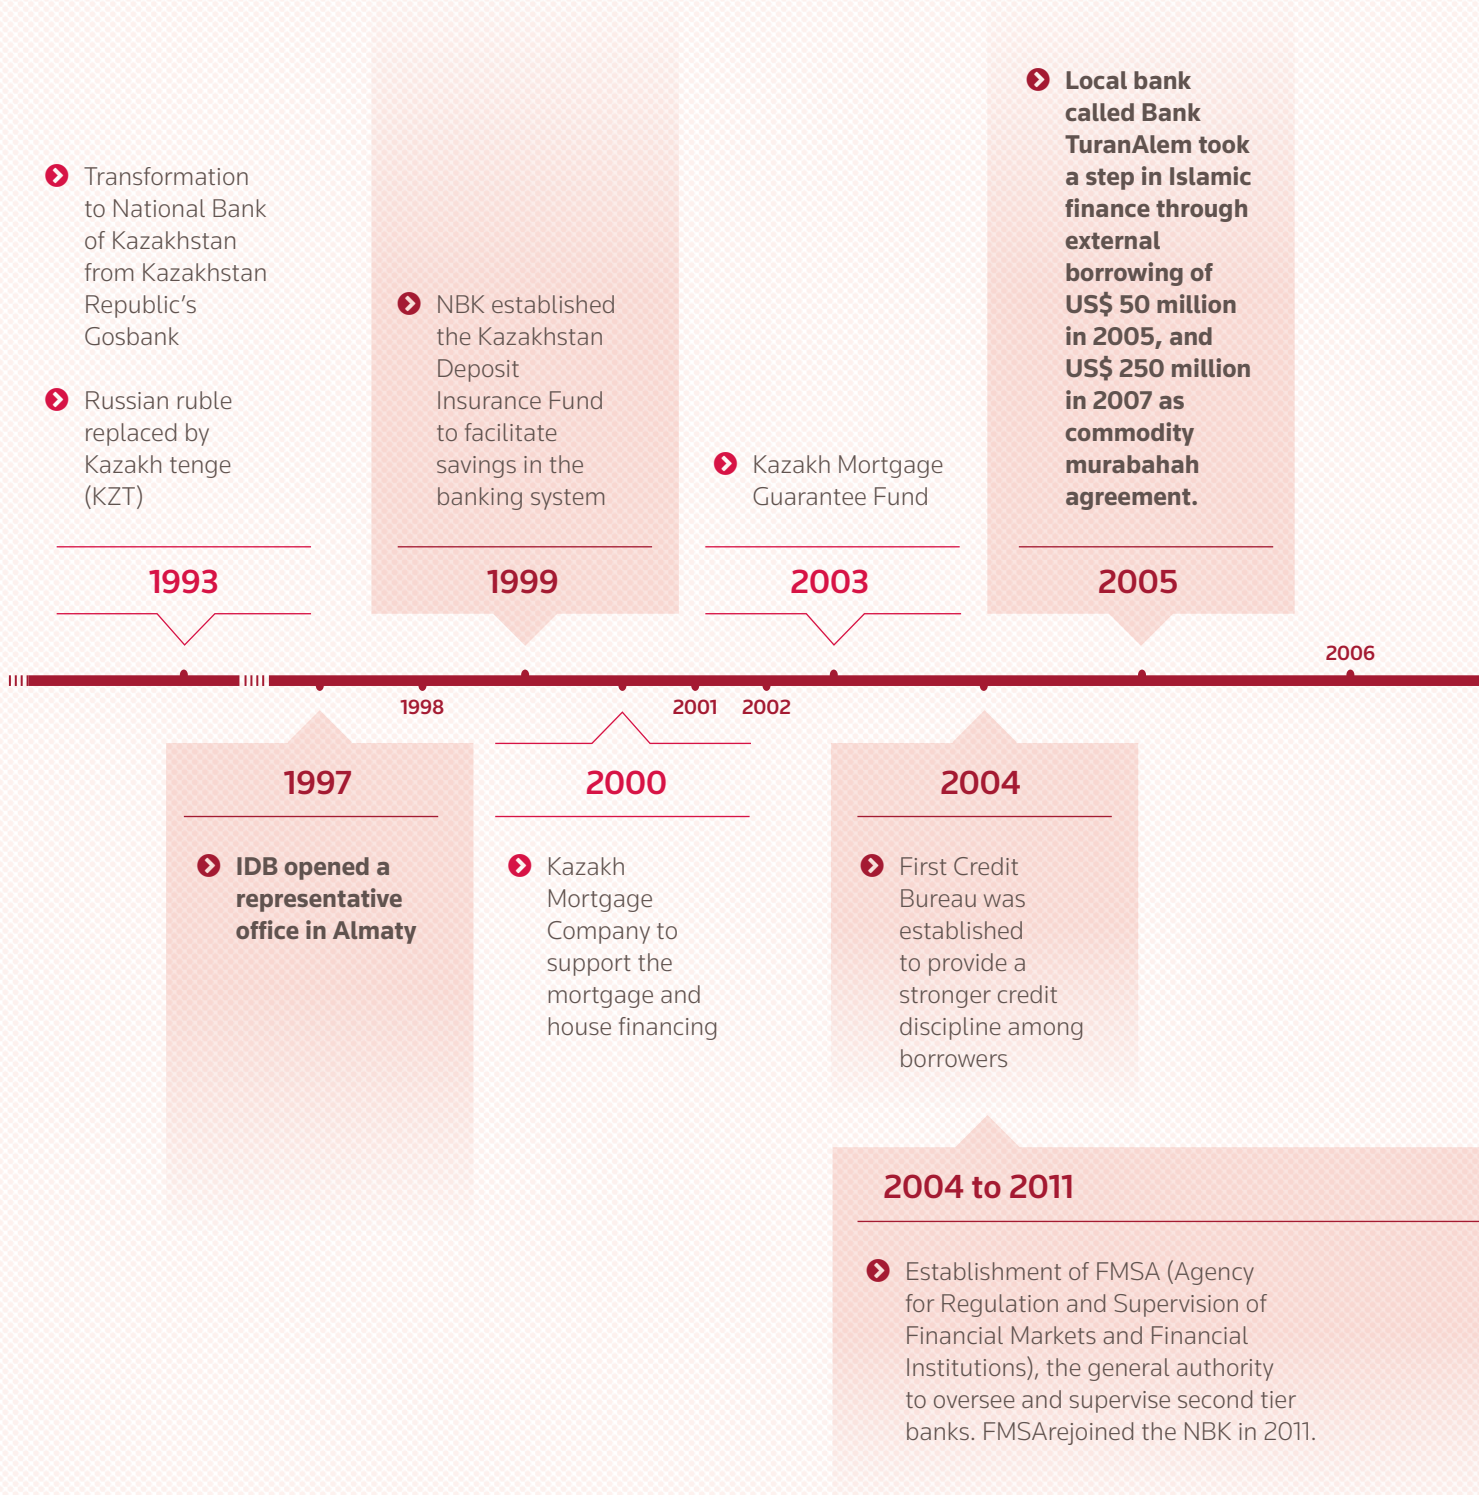 Transformation
to National Bank
of Kazakhstan
from Kazakhstan
Republic’s
Gosbank
Russian ruble
replaced by
Kazakh tenge
(KZT)
1993
NBK established
the Kazakhstan
Deposit
Insurance Fund
to facilitate
savings in the
banking system
1999
Kazakh Mortgage
Guarantee Fund
2003
Local bank
called Bank
TuranAlem took
a step in Islamic
finance through
external
borrowing of
US$ 50 million
in 2005, and
US$ 250 million
in 2007 as
commodity
murabahah
agreement.
2005
2006
1998
2001
2002
1997
IDB opened a
representative
office in Almaty
2000
Kazakh
Mortgage
Company to
support the
mortgage and
house financing
2004
First Credit
Bureau was
established
to provide a
stronger credit
discipline among
borrowers
2004 to 2011
Establishment of FMSA (Agency
for Regulation and Supervision of
Financial Markets and Financial
Institutions), the general authority
to oversee and supervise second tier
banks. FMSArejoined the NBK in 2011.